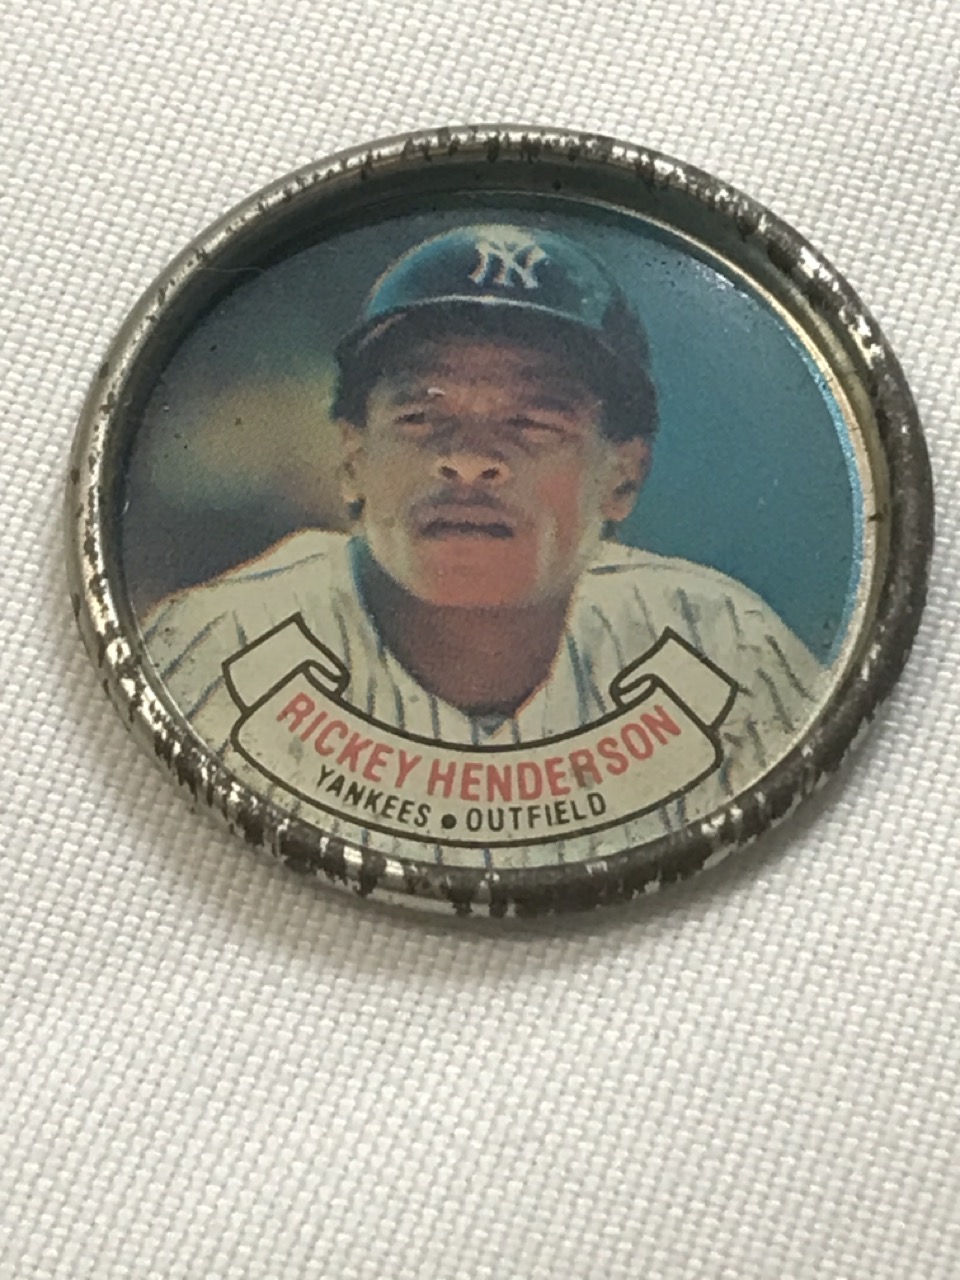 NY
RICKEY HENDERSON
YANKEES • OUTFIELD